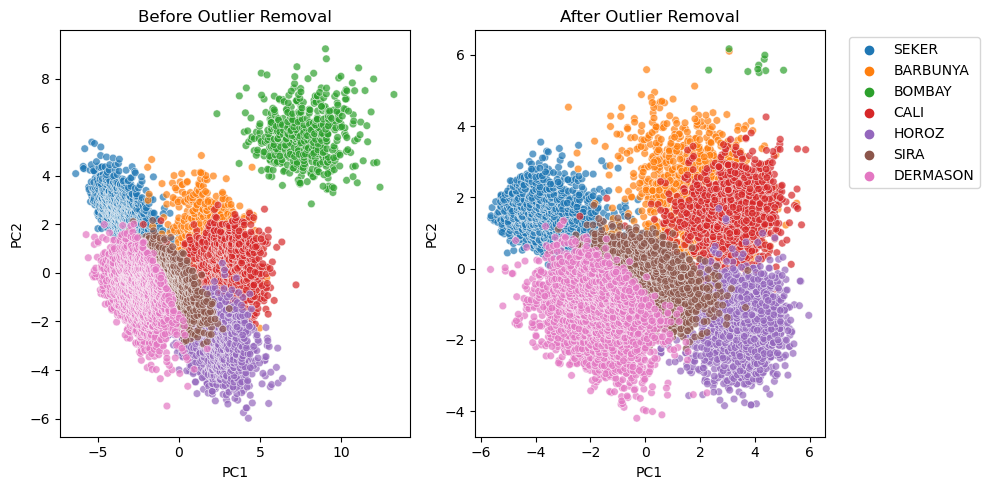 Before Outlier Removal
PC2
8
6
4
2
0
−2
−4
−6
−5
0
5
10
PC1
After Outlier Removal
PC2
6
4
2
0
−2
−4
−6
−4
−2
0
2
4
6
PC1
SEKER
BARBUNYA
BOMBAY
CALI
HOROZ
SIRA
DERMASON